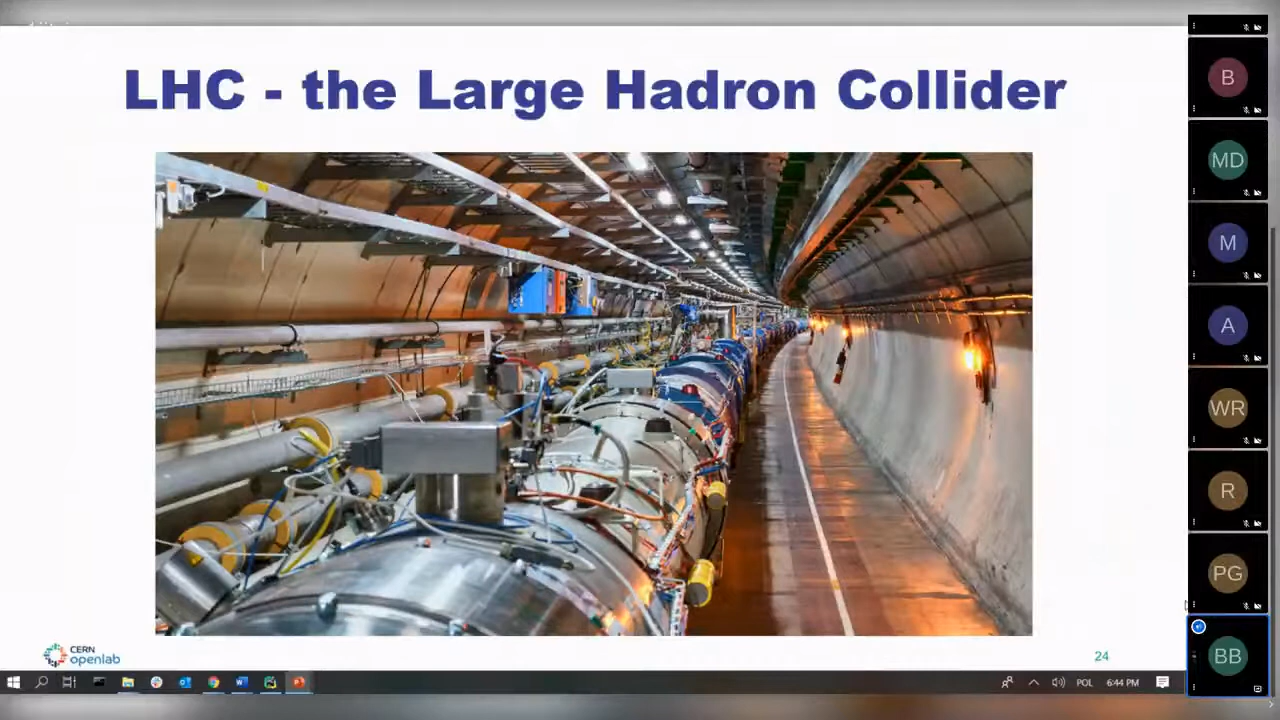 LHC - the Large Hadron Collider
B
MD
M
A
WR
R
PG
BB
CERN
openlab
24
POL
6:44 PM